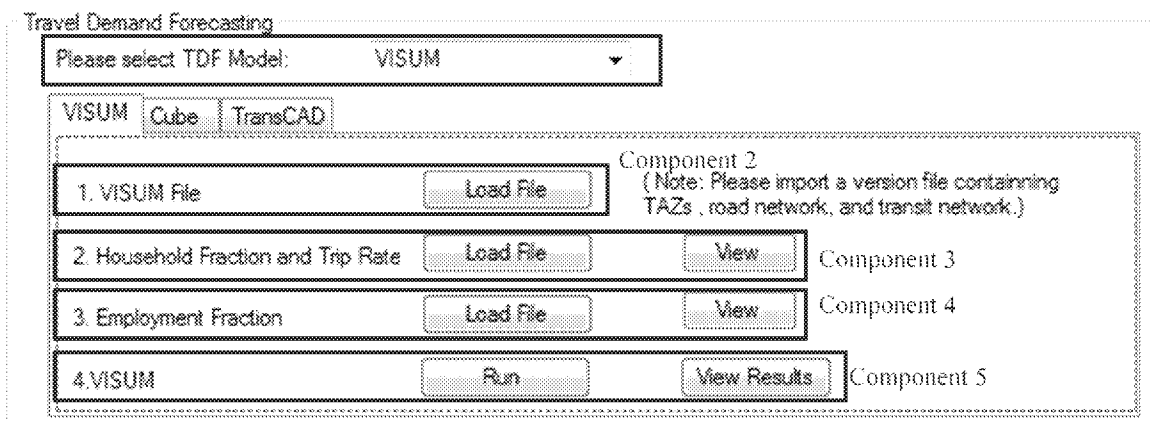 Travel Demand Forecasting
Please select TDF Model: VISUM
VISUM Cube TransCAD
Component 2
1. VISUM File Load File
(Note: Please import a version file containning
TAZs , road network, and transit network.)
2. Household Fraction and Trip Rate Load File View Component 3
3. Employment Fraction Load File View Component 4
4.VISUM Run View Results Component 5